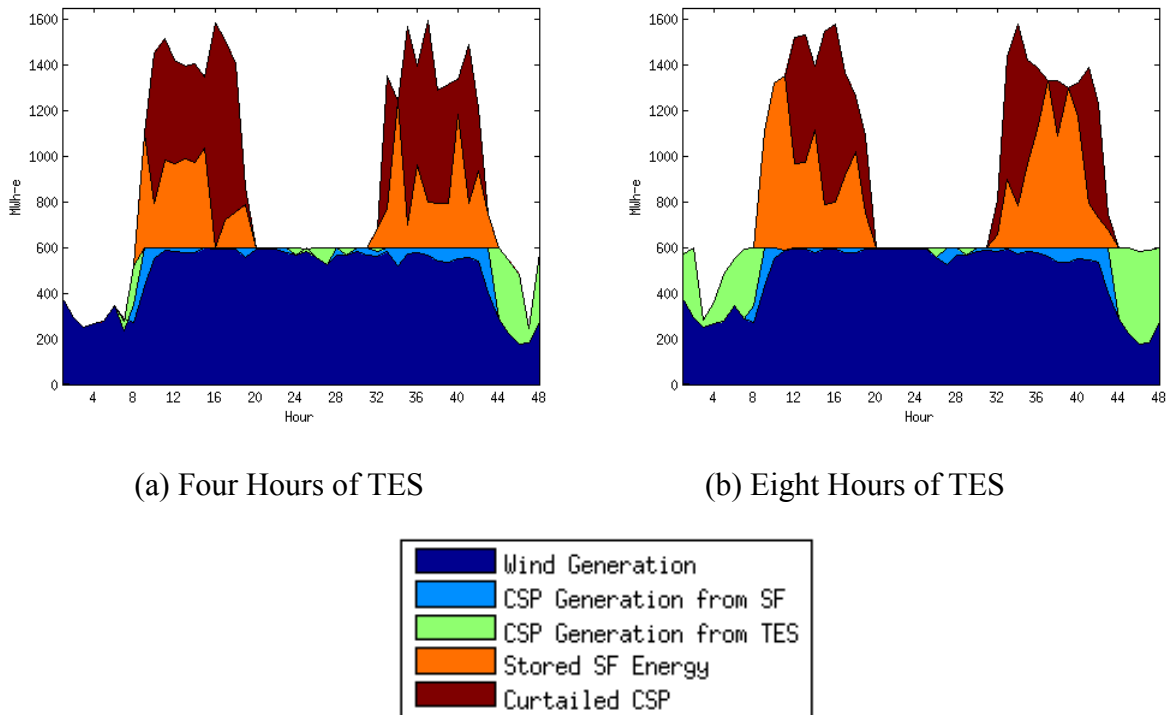 1600
1400
1200
1000
800
600
400
200
0
MWh-e
4 8 12 16 20 24 28 32 36 40 44 48
Hour
(a) Four Hours of TES
1600
1400
1200
1000
800
600
400
200
0
MWh-e
4 8 12 16 20 24 28 32 36 40 44 48
Hour
(b) Eight Hours of TES
Wind Generation
CSP Generation from SF
CSP Generation from TES
Stored SF Energy
Curtailed CSP